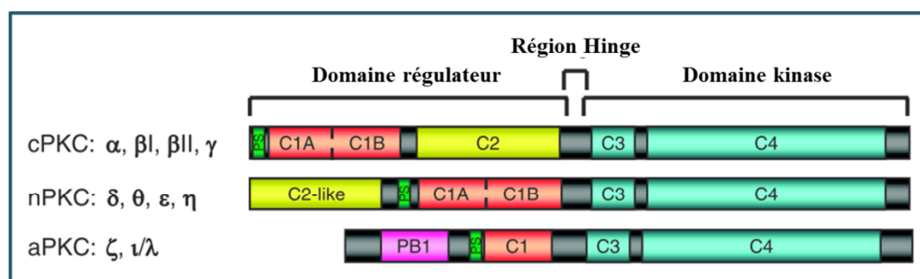 Région Hinge
Domaine régulateur Domaine kinase
cPKC: α, βI, βII, γ PS C1A C1B C2 C3 C4
nPKC: δ, θ, ε, η C2-like PS C1A C1B C3 C4
aPKC: ζ, ι/λ PB1 PS C1 C3 C4